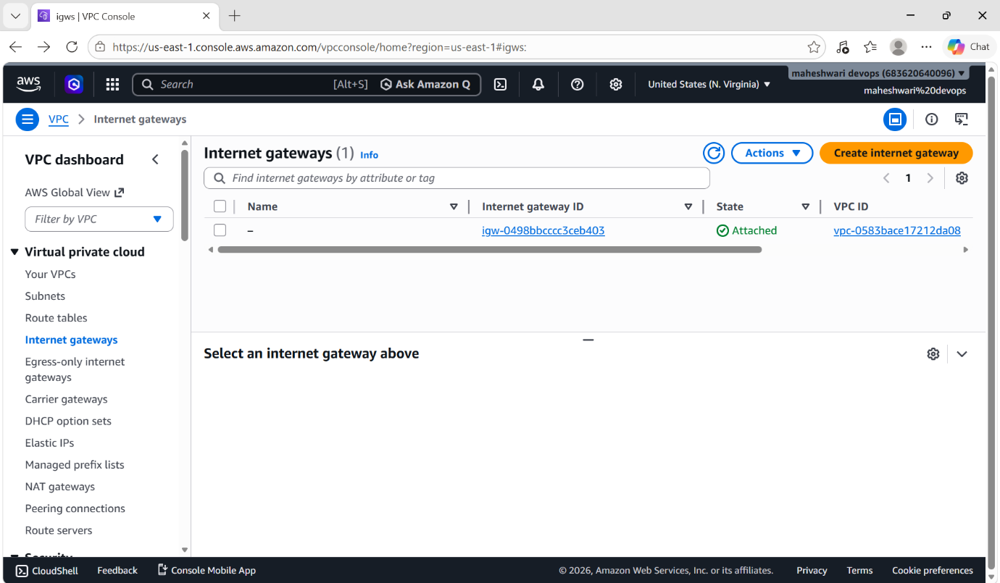 igws | VPC Console
https://us-east-1.console.aws.amazon.com/vpcconsole/home?region=us-east-1#igws:
Chat
aws
Search [Alt+S] Ask Amazon Q
United States (N. Virginia)
maheshwari devops (683620640096)
maheshwari%20devops
VPC
Internet gateways
VPC dashboard
AWS Global View
Filter by VPC
Virtual private cloud
Your VPCs
Subnets
Route tables
Internet gateways
Egress-only internet
gateways
Carrier gateways
DHCP option sets
Elastic IPs
Managed prefix lists
NAT gateways
Peering connections
Route servers
Security
Internet gateways (1) Info
Actions
Create internet gateway
Find internet gateways by attribute or tag
1
Name Internet gateway ID State VPC ID
– igw-0498bbcccc3ceb403 Attached vpc-0583bace17212da08
Select an internet gateway above
CloudShell Feedback Console Mobile App © 2026, Amazon Web Services, Inc. or its affiliates. Privacy Terms Cookie preferences